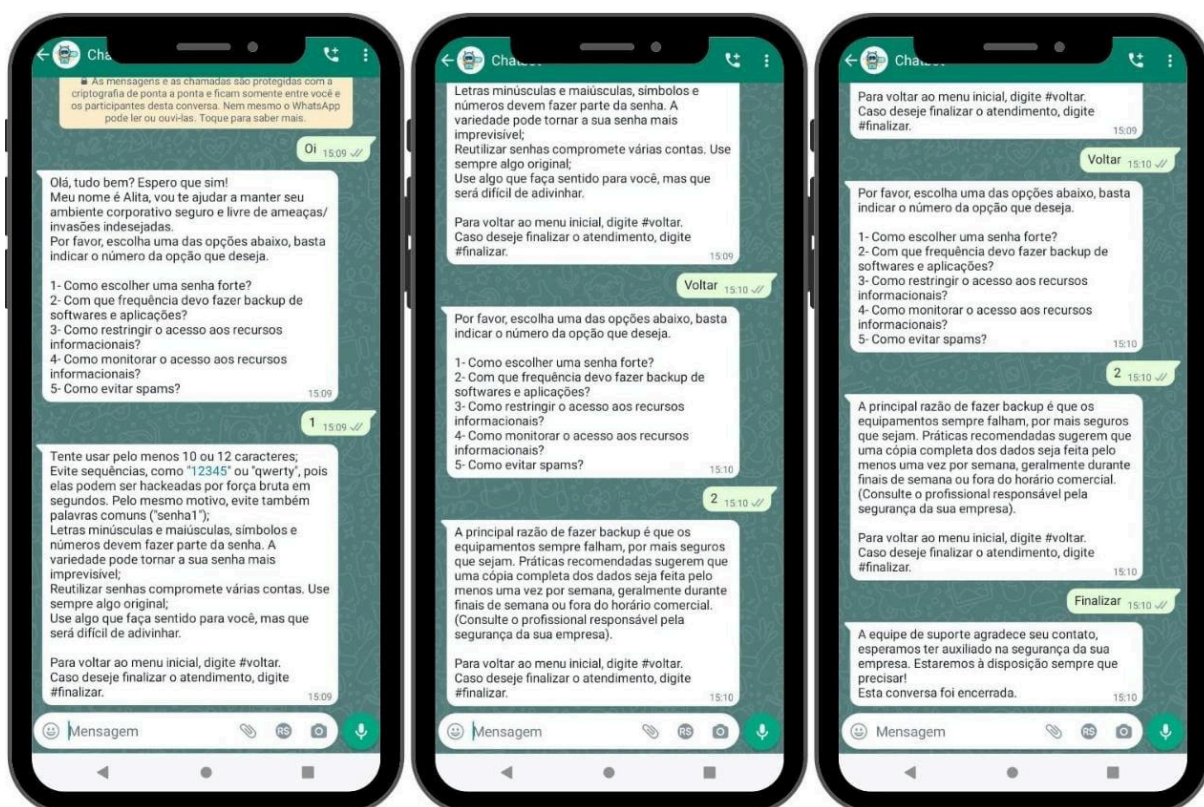 Cha
As mensagens e as chamadas são protegidas com a
criptografia de ponta a ponta e ficam somente entre você e
os participantes desta conversa. Nem mesmo o WhatsApp
pode ler ou ouvi-las. Toque para saber mais.
Oi 15:09
Olá, tudo bem? Espero que sim!
Meu nome é Alita, vou te ajudar a manter seu
ambiente corporativo seguro e livre de ameaças/
invasões indesejadas.
Por favor, escolha uma das opções abaixo, basta
indicar o número da opção que deseja.
1- Como escolher uma senha forte?
2- Com que frequência devo fazer backup de
softwares e aplicações?
3- Como restringir o acesso aos recursos
informacionais?
4- Como monitorar o acesso aos recursos
informacionais?
5- Como evitar spams?
15:09
1 15:09
Tente usar pelo menos 10 ou 12 caracteres;
Evite sequências, como "12345" ou "qwerty", pois
elas podem ser hackeadas por força bruta em
segundos. Pelo mesmo motivo, evite também
palavras comuns ("senha1");
Letras minúsculas e maiúsculas, símbolos e
números devem fazer parte da senha. A
variedade pode tornar a sua senha mais
imprevisível;
Reutilizar senhas compromete várias contas. Use
sempre algo original;
Use algo que faça sentido para você, mas que
será difícil de adivinhar.
Para voltar ao menu inicial, digite #voltar.
Caso deseje finalizar o atendimento, digite
#finalizar.
15:09
Mensagem
RS
Letras minúsculas e maiúsculas, símbolos e
números devem fazer parte da senha. A
variedade pode tornar a sua senha mais
imprevisível;
Reutilizar senhas compromete várias contas. Use
sempre algo original;
Use algo que faça sentido para você, mas que
será difícil de adivinhar.
Para voltar ao menu inicial, digite #voltar.
Caso deseje finalizar o atendimento, digite
#finalizar.
15:09
Voltar 15:10
Por favor, escolha uma das opções abaixo, basta
indicar o número da opção que deseja.
1- Como escolher uma senha forte?
2- Com que frequência devo fazer backup de
softwares e aplicações?
3- Como restringir o acesso aos recursos
informacionais?
4- Como monitorar o acesso aos recursos
informacionais?
5- Como evitar spams?
15:10
2 15:10
A principal razão de fazer backup é que os
equipamentos sempre falham, por mais seguros
que sejam. Práticas recomendadas sugerem que
uma cópia completa dos dados seja feita pelo
menos uma vez por semana, geralmente durante
finais de semana ou fora do horário comercial.
(Consulte o profissional responsável pela
segurança da sua empresa).
Para voltar ao menu inicial, digite #voltar.
Caso deseje finalizar o atendimento, digite
#finalizar.
15:10
Mensagem
RS
Para voltar ao menu inicial, digite #voltar.
Caso deseje finalizar o atendimento, digite
#finalizar.
15:09
Voltar 15:10
Por favor, escolha uma das opções abaixo, basta
indicar o número da opção que deseja.
1- Como escolher uma senha forte?
2- Com que frequência devo fazer backup de
softwares e aplicações?
3- Como restringir o acesso aos recursos
informacionais?
4- Como monitorar o acesso aos recursos
informacionais?
5- Como evitar spams?
15:10
2 15:10
A principal razão de fazer backup é que os
equipamentos sempre falham, por mais seguros
que sejam. Práticas recomendadas sugerem que
uma cópia completa dos dados seja feita pelo
menos uma vez por semana, geralmente durante
finais de semana ou fora do horário comercial.
(Consulte o profissional responsável pela
segurança da sua empresa).
Para voltar ao menu inicial, digite #voltar.
Caso deseje finalizar o atendimento, digite
#finalizar.
15:10
Finalizar 15:10
A equipe de suporte agradece seu contato,
esperamos ter auxiliado na segurança da sua
empresa. Estaremos à disposição sempre que
precisar!
Esta conversa foi encerrada.
15:10
Mensagem
RS